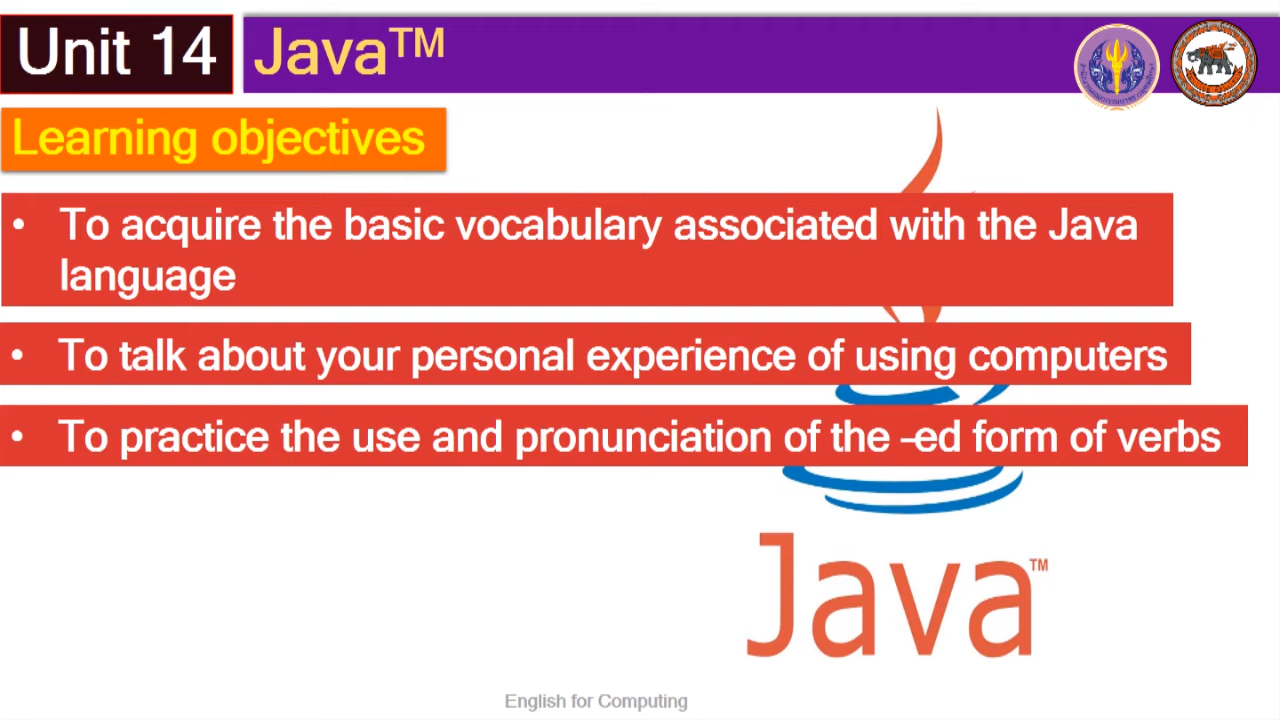 Unit 14
Java™
Learning objectives
• To acquire the basic vocabulary associated with the Java
language
• To talk about your personal experience of using computers
• To practice the use and pronunciation of the –ed form of verbs
Java™
English for Computing